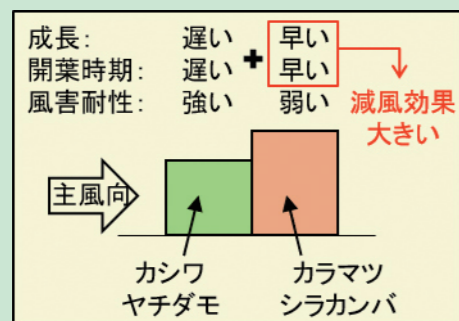 成長: 遅い + 早い
開葉時期: 遅い 早い
風害耐性: 強い 弱い
減風効果
大きい
主風向
カシワ カラマツ
ヤチダモ シラカンバ